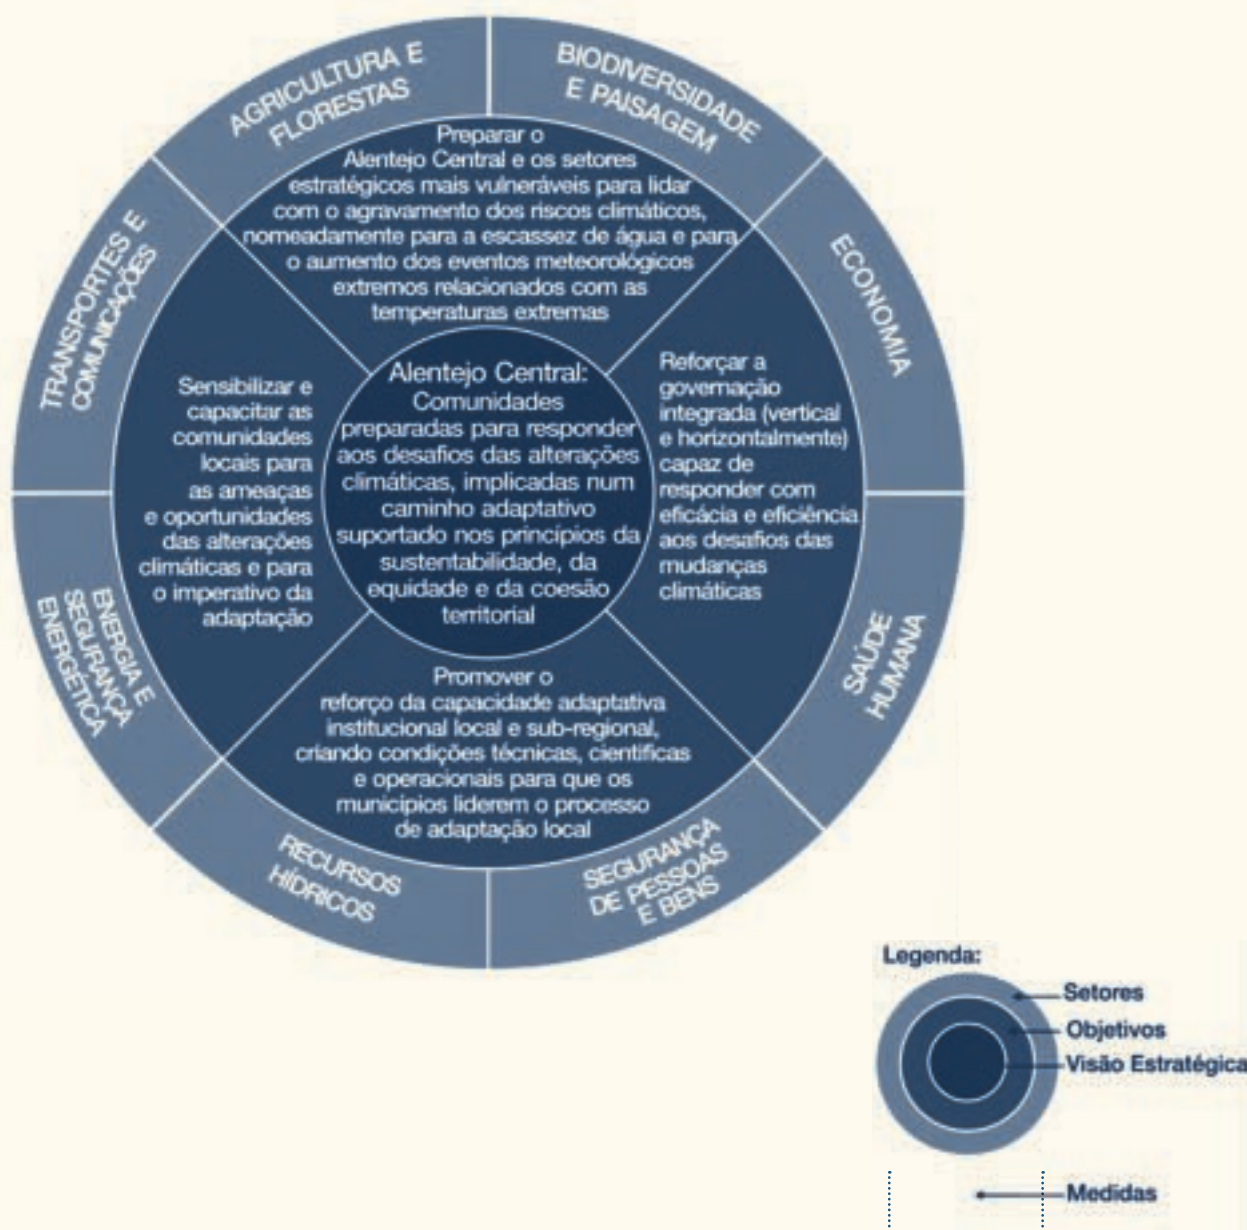 AGRICULTURA E
FLORESTAS
BIODIVERSIDADE
E PAISAGEM
ECONOMIA
SAÚDE
HUMANA
SEGURANÇA
DE PESSOAS
E BENS
RECURSOS
HÍDRICOS
ENERGIA E
SEGURANÇA
ENERGÉTICA
TRANSPORTES E
COMUNICAÇÕES
Preparar o
Alentejo Central e os setores
estratégicos mais vulneráveis para lidar
com o agravamento dos riscos climáticos,
nomeadamente para a escassez de água e para
o aumento dos eventos meteorológicos
extremos relacionados com as
temperaturas extremas
Reforçar a
governação
integrada (vertical
e horizontalmente)
capaz de
responder com
eficácia e eficiência
aos desafios das
mudanças
climáticas
Promover o
reforço da capacidade adaptativa
institucional local e sub-regional,
criando condições técnicas, científicas
e operacionais para que os
municípios liderem o processo
de adaptação local
Sensibilizar e
capacitar as
comunidades
locais para
as ameaças
e oportunidades
das alterações
climáticas e para
o imperativo da
adaptação
Alentejo Central:
Comunidades
preparadas para responder
aos desafios das alterações
climáticas, implicadas num
caminho adaptativo
suportado nos princípios da
sustentabilidade, da
equidade e da coesão
territorial
Legenda:
Setores
Objetivos
Visão Estratégica
Medidas